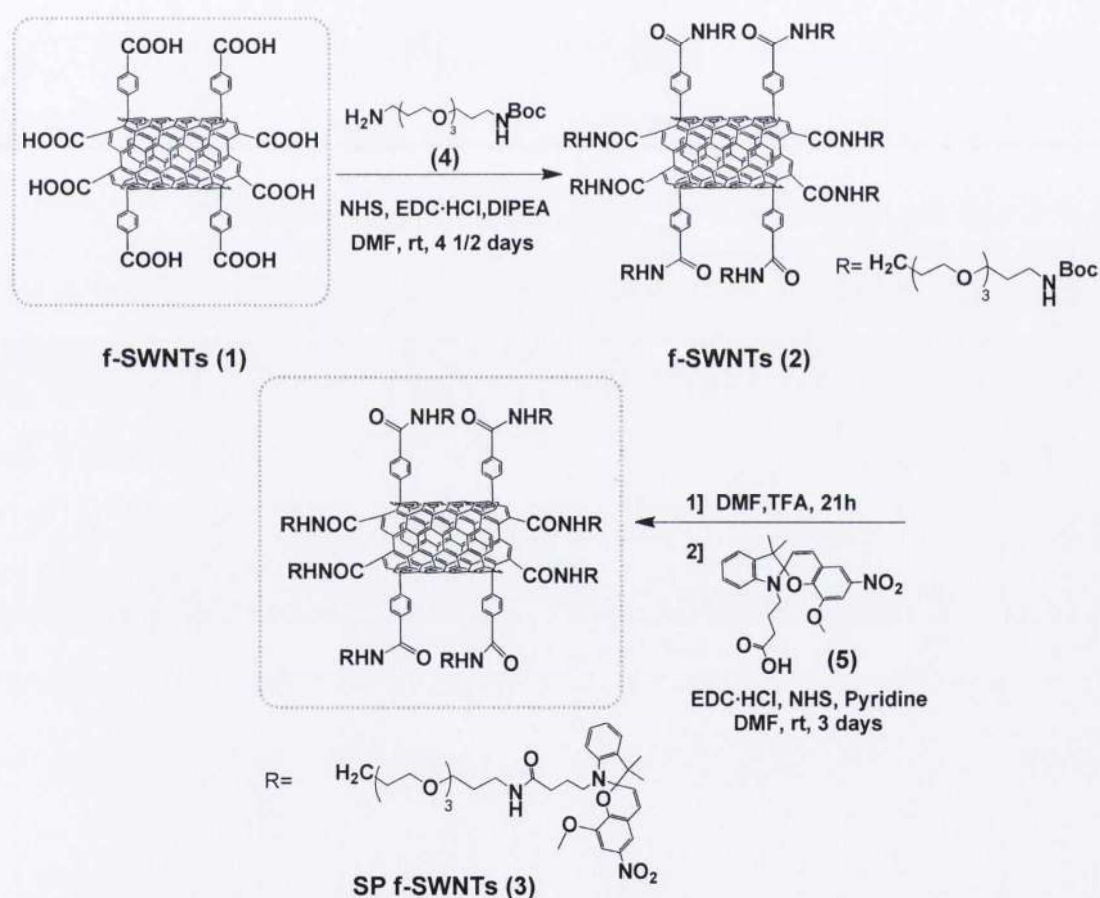 COOH COOH O NHR O NHR
H₂N ( O )₃ N H Boc
HOOC COOH (4) RHNOC CONHR
HOOC COOH RHNOC CONHR
NHS, EDC·HCl,DIPEA
DMF, rt, 4 1/2 days
COOH COOH RHN O RHN O
R= H₂C ( O )₃ N H Boc
f-SWNTs (1) f-SWNTs (2)
O NHR O NHR
1] DMF,TFA, 21h
RHNOC CONHR
2]
RHNOC CONHR
N O NO₂
O
RHN O RHN O
O OH (5)
EDC·HCl, NHS, Pyridine
DMF, rt, 3 days
R= H₂C ( O )₃ N H O N
O
O
NO₂
SP f-SWNTs (3)